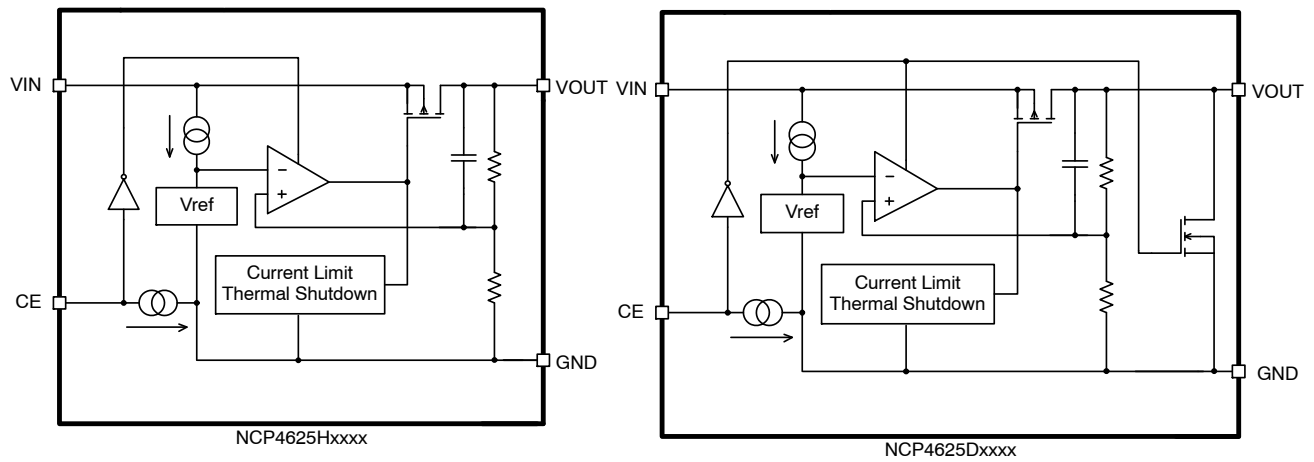 VIN
VOUT
−
+
Vref
Current Limit
Thermal Shutdown
CE
GND
NCP4625Hxxxx
VIN
VOUT
−
+
Vref
Current Limit
Thermal Shutdown
CE
GND
NCP4625Dxxxx